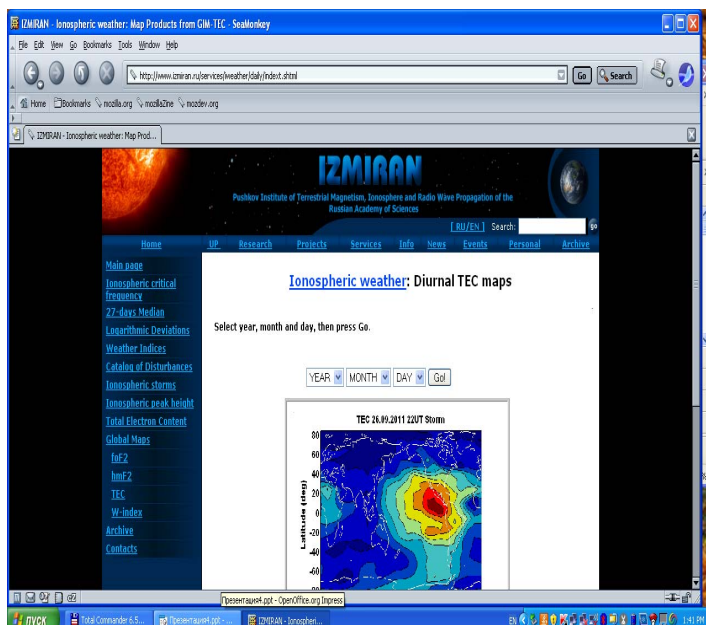 IZMIRAN - Ionospheric weather: Map Products from GIM-TEC - SeaMonkey
File Edit View Go Bookmarks Tools Window Help
http://www.izmiran.ru/services/iweather/daily/indext.shtml Go Search
Home Bookmarks mozilla.org mozillaZine mozdev.org
IZMIRAN - Ionospheric weather: Map Prod...
IZMIRAN
Pushkov Institute of Terrestrial Magnetism, Ionosphere and Radio Wave Propagation of the
Russian Academy of Sciences
[ RU/EN ] Search: go
Home UP Research Projects Services Info News Events Personal Archive
Main page
Ionospheric critical
frequency
27-days Median
Logarithmic Deviations
Weather Indices
Catalog of Disturbances
Ionospheric storms
Ionospheric peak height
Total Electron Content
Global Maps
foF2
hmF2
TEC
W-index
Archive
Contacts
Ionospheric weather: Diurnal TEC maps
Select year, month and day, then press Go.
YEAR MONTH DAY Go!
TEC 26.09.2011 22UT Storm
Latitude (deg)
80
60
40
20
0
-20
-40
-60
Презентация4.ppt - OpenOffice.org Impress
пуск Total Commander 6.5... Презентация4.ppt - ... IZMIRAN - Ionospheri... EN 1:41 PM